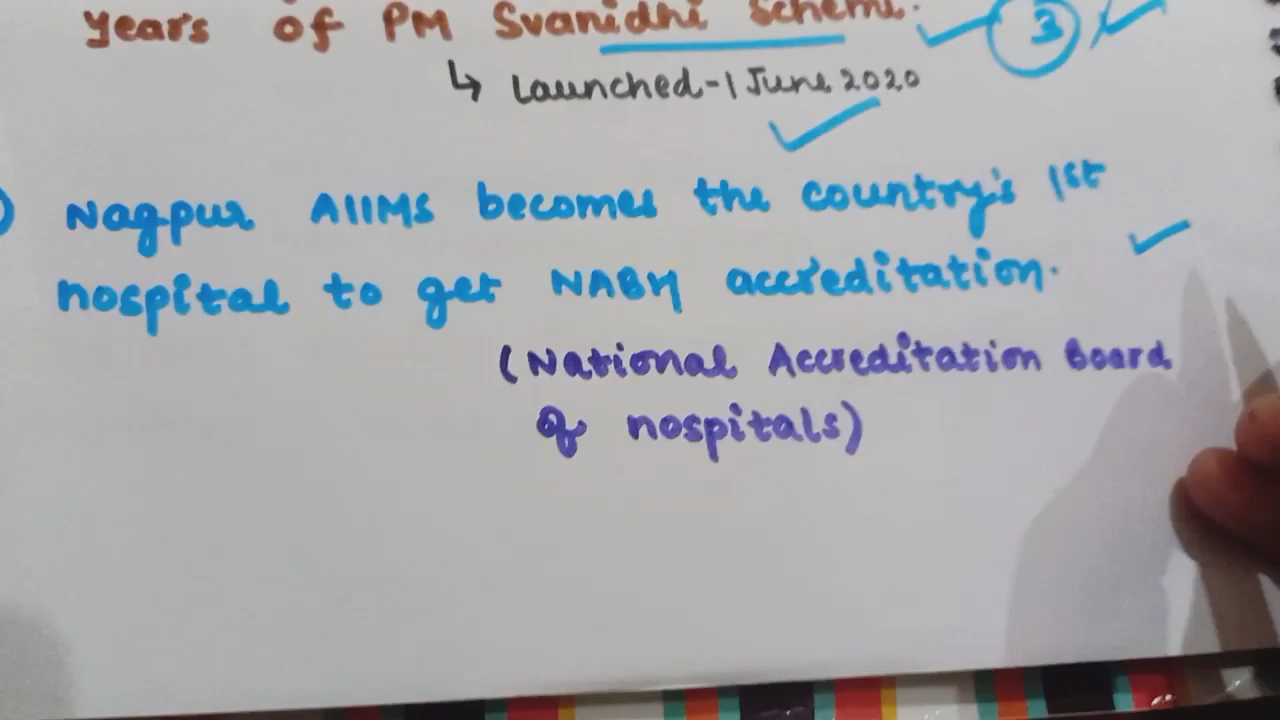 years of PM Svanidhi Scheme. 3
↳ Launched-1 June 2020
Nagpur AIIMS becomes the country's 1st
hospital to get NABH accreditation.
(National Accreditation Board
of hospitals)